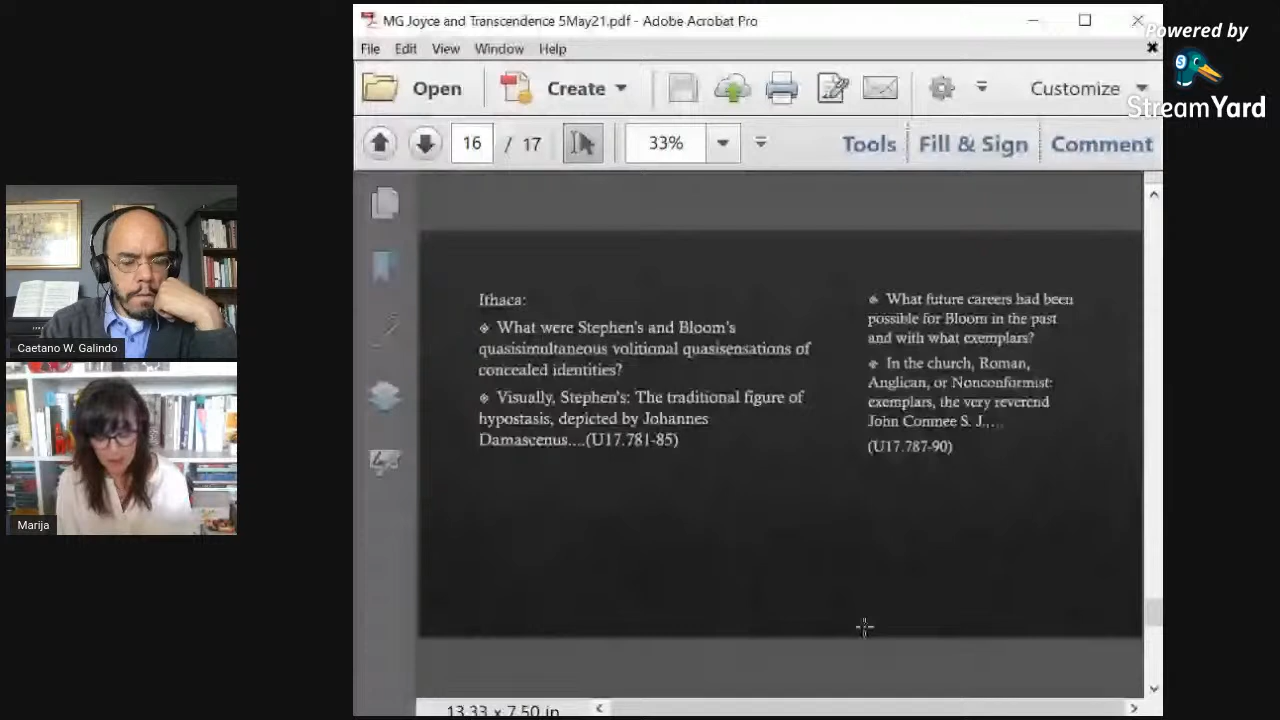 MG Joyce and Transcendence 5May21.pdf - Adobe Acrobat Pro
Powered by
StreamYard
File Edit View Window Help
Open Create Customize
16 / 17 33% Tools Fill & Sign Comment
Caetano W. Galindo
Marija
Ithaca:
❖ What were Stephen's and Bloom's
quasisimultaneous volitional quasisensations of
concealed identities?
❖ Visually, Stephen's: The traditional figure of
hypostasis, depicted by Johannes
Damascenus....(U17.781-85)
❖ What future careers had been
possible for Bloom in the past
and with what exemplars?
❖ In the church, Roman,
Anglican, or Nonconformist:
exemplars, the very reverend
John Conmee S. J.,...
(U17.787-90)
13.33 x 7.50 in